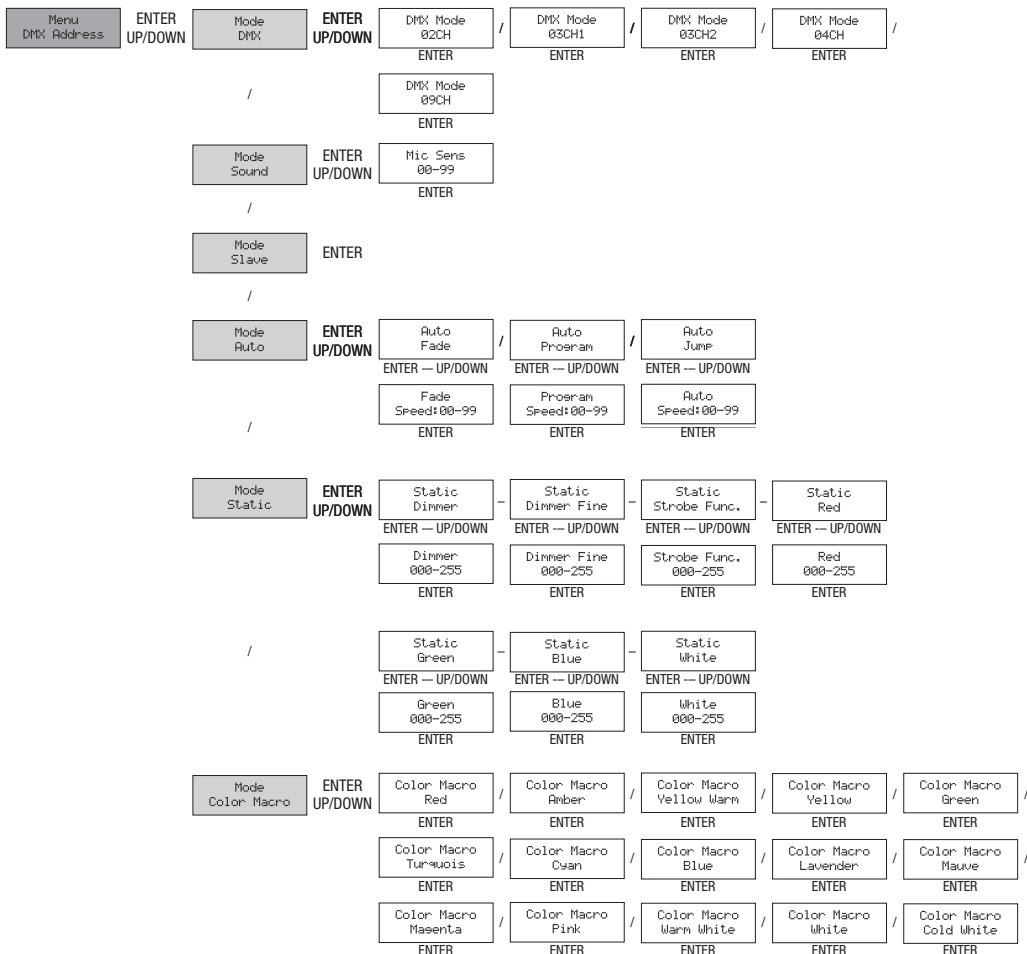 Menu
DMX Address
ENTER
UP/DOWN
Mode
DMX
ENTER
UP/DOWN
DMX Mode
02CH
ENTER
/
DMX Mode
03CH1
ENTER
/
DMX Mode
03CH2
ENTER
/
DMX Mode
04CH
ENTER
/
/
DMX Mode
09CH
ENTER
Mode
Sound
ENTER
UP/DOWN
Mic Sens
00-99
ENTER
/
Mode
Slave
ENTER
/
Mode
Auto
ENTER
UP/DOWN
Auto
Fade
ENTER --- UP/DOWN
/
Auto
Program
ENTER --- UP/DOWN
/
Auto
Jump
ENTER --- UP/DOWN
Fade
Speed:00-99
ENTER
Program
Speed:00-99
ENTER
Auto
Speed:00-99
ENTER
/
Mode
Static
ENTER
UP/DOWN
Static
Dimmer
ENTER --- UP/DOWN
–
Static
Dimmer Fine
ENTER --- UP/DOWN
–
Static
Strobe Func.
ENTER --- UP/DOWN
–
Static
Red
ENTER --- UP/DOWN
Dimmer
000-255
ENTER
Dimmer Fine
000-255
ENTER
Strobe Func.
000-255
ENTER
Red
000-255
ENTER
/
Static
Green
ENTER --- UP/DOWN
–
Static
Blue
ENTER --- UP/DOWN
–
Static
White
ENTER --- UP/DOWN
Green
000-255
ENTER
Blue
000-255
ENTER
White
000-255
ENTER
Mode
Color Macro
ENTER
UP/DOWN
Color Macro
Red
ENTER
/
Color Macro
Amber
ENTER
/
Color Macro
Yellow Warm
ENTER
/
Color Macro
Yellow
ENTER
/
Color Macro
Green
ENTER
/
Color Macro
Turquois
ENTER
/
Color Macro
Cyan
ENTER
/
Color Macro
Blue
ENTER
/
Color Macro
Lavender
ENTER
/
Color Macro
Mauve
ENTER
/
Color Macro
Magenta
ENTER
/
Color Macro
Pink
ENTER
/
Color Macro
Warm White
ENTER
/
Color Macro
White
ENTER
/
Color Macro
Cold White
ENTER